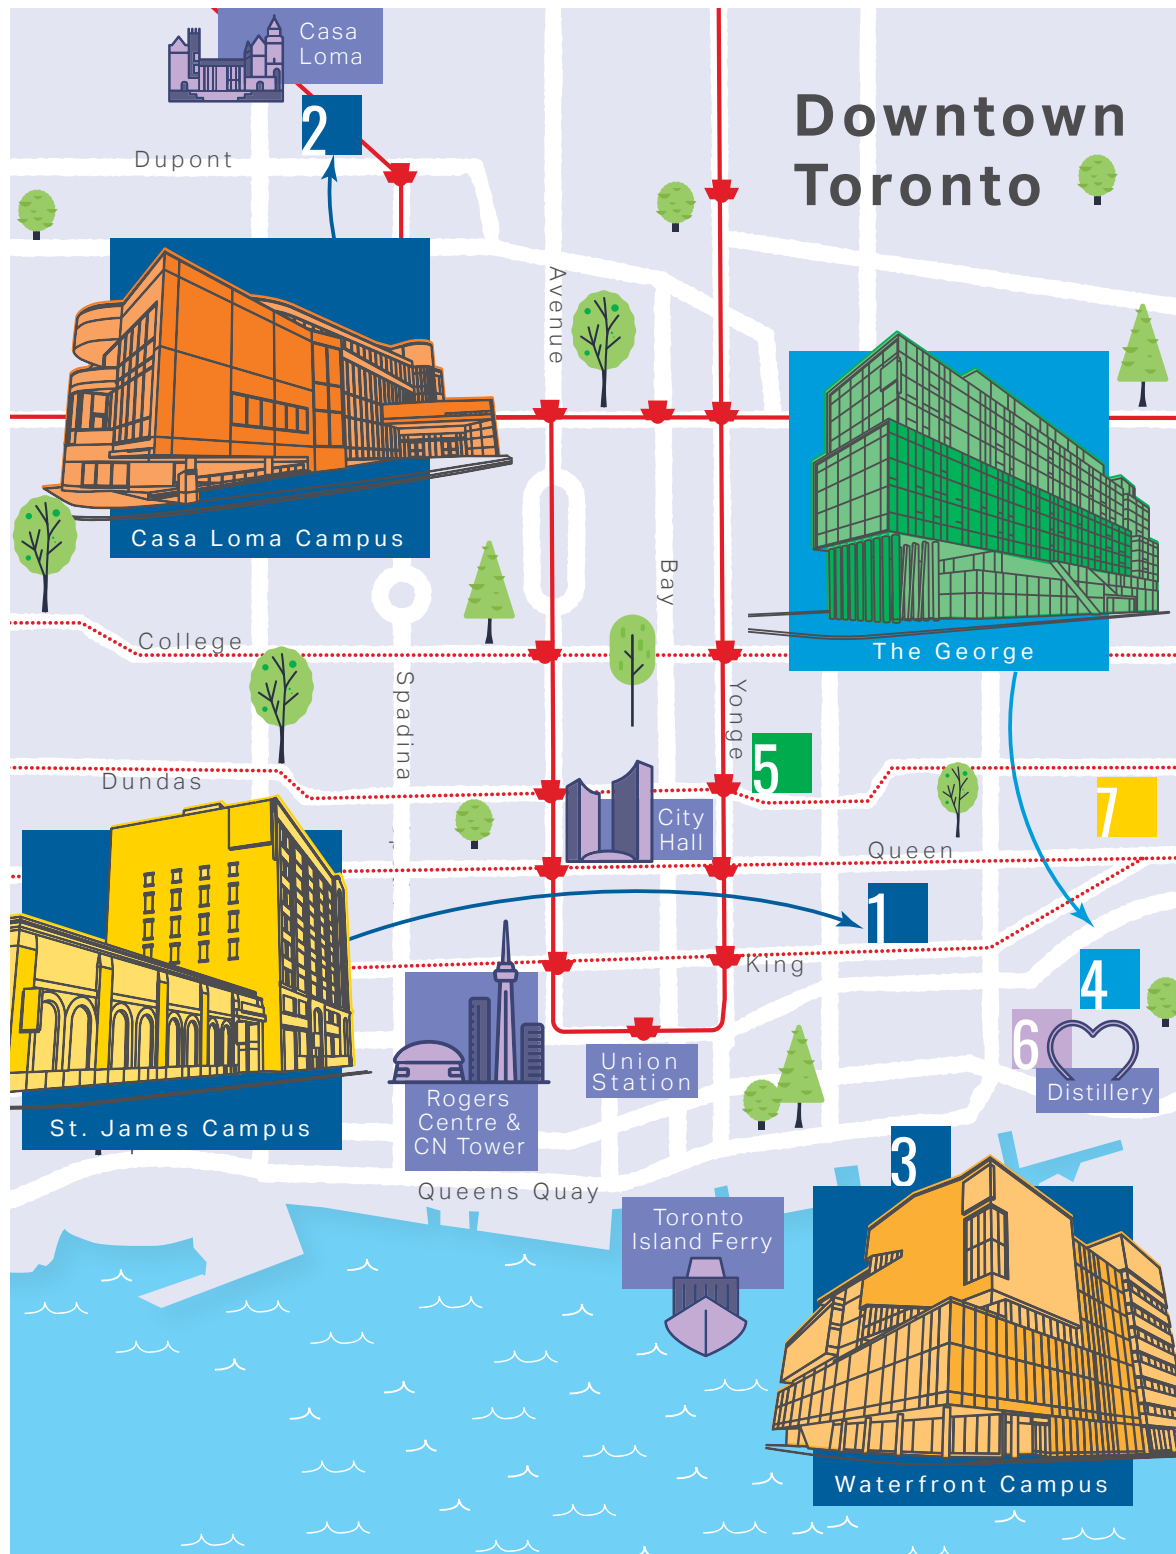 Casa
Loma
2
Downtown
Toronto
Dupont
Avenue
Casa Loma Campus
Bay
College
The George
Spadina
Yonge
5
Dundas
7
City
Hall
Queen
1
King
4
6
Union
Station
Distillery
Rogers
Centre &
CN Tower
St. James Campus
3
Queens Quay
Toronto
Island Ferry
Waterfront Campus